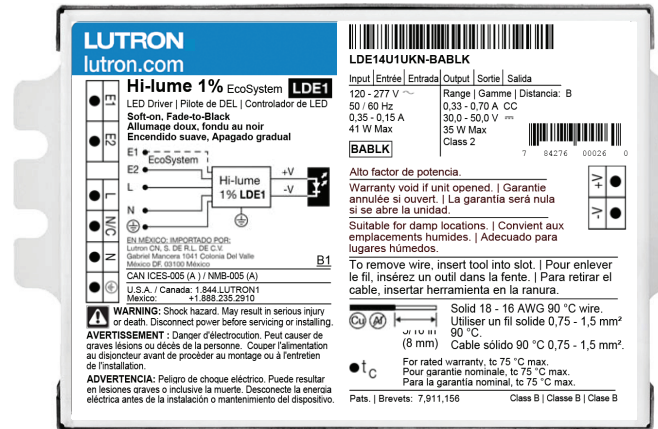 LUTRON
lutron.com
Hi-lume 1% EcoSystem LDE1
LED Driver | Pilote de DEL | Controlador de LED
Soft-on, Fade-to-Black
Allumage doux, fondu au noir
Encendido suave, Apagado gradual
E1
E2
L
N/C
N
E1
EcoSystem
E2
L
N
Hi-lume
1% LDE1
+V
-V
EN MÉXICO: IMPORTADO POR:
Lutron CN, S. DE R.L. DE C.V.
Gabriel Mancera 1041 Colonia Del Valle
México DF, 03100 México
B1
CAN ICES-005 (A ) / NMB-005 (A)
U.S.A. / Canada: 1.844.LUTRON1
Mexico: +1.888.235.2910
WARNING: Shock hazard. May result in serious injury
or death. Disconnect power before servicing or installing.
AVERTISSEMENT : Danger d'électrocution. Peut causer de
graves lésions ou décés de la personne. Couper l'alimentation
au disjoncteur avant de procèder au montage ou à l'entretien
de l'installation.
ADVERTENCIA: Peligro de choque eléctrico. Puede resultar
en lesiones graves o inclusive la muerte. Desconecte la energia
eléctrica antes de la instalación o mantenimiento del dispositivo.
LDE14U1UKN-BABLK
Input | Entrée | Entrada
120 - 277 V ~
50 / 60 Hz
0,35 - 0,15 A
41 W Max
BABLK
Output | Sortie | Salida
Range | Gamme | Distancia: B
0,33 - 0,70 A CC
30,0 - 50,0 V ⎓
35 W Max
Class 2
7 84276 00026 0
Alto factor de potencia.
Warranty void if unit opened. | Garantie
annulée si ouvert. | La garantía será nula
si se abre la unidad.
Suitable for damp locations. | Convient aux
emplacements humides. | Adecuado para
lugares húmedos.
+V
-V
To remove wire, insert tool into slot. | Pour enlever
le fil, insérez un outil dans la fente. | Para retirar el
cable, insertar herramienta en la ranura.
Cu
5/16 in
(8 mm)
Solid 18 - 16 AWG 90 °C wire.
Utiliser un fil solide 0,75 - 1,5 mm²
90 °C.
Cable sólido 90 °C 0,75 - 1,5 mm².
tc
For rated warranty, tc 75 °C max.
Pour garantie nominale, tc 75 °C max.
Para la garantía nominal, tc 75 °C max.
Pats. | Brevets: 7,911,156
Class B | Classe B | Clase B